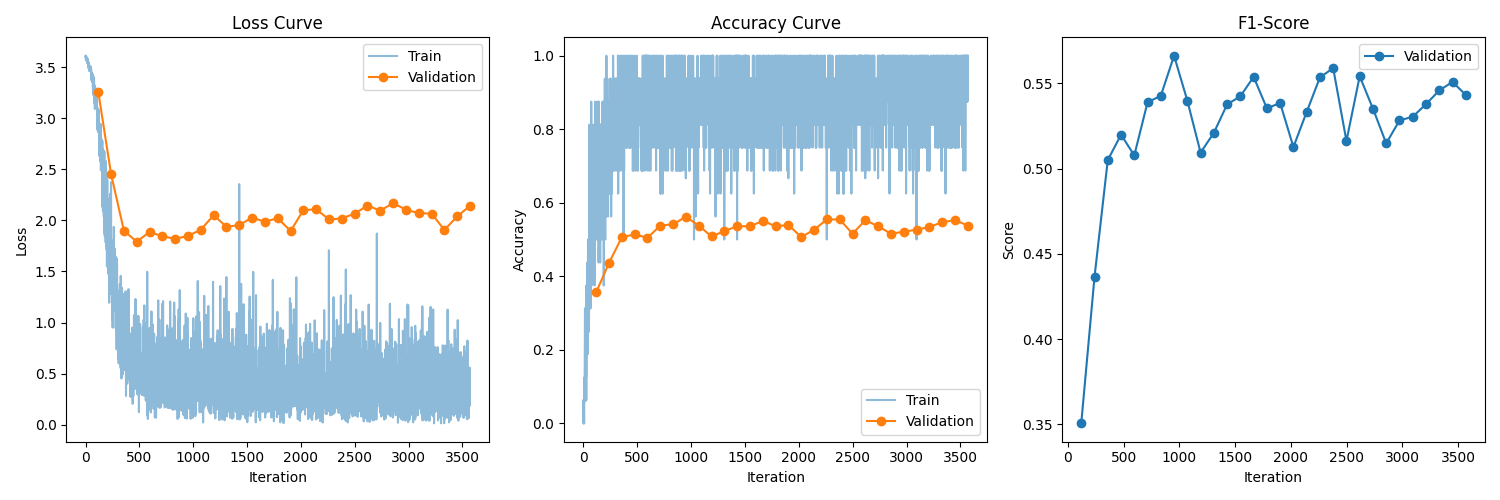 Loss Curve
Train
Validation
3.5
3.0
2.5
2.0
1.5
1.0
0.5
0.0
Loss
0 500 1000 1500 2000 2500 3000 3500
Iteration
Accuracy Curve
1.0
0.8
0.6
0.4
0.2
0.0
Accuracy
Train
Validation
0 500 1000 1500 2000 2500 3000 3500
Iteration
F1-Score
Validation
0.55
0.50
0.45
0.40
0.35
Score
0 500 1000 1500 2000 2500 3000 3500
Iteration